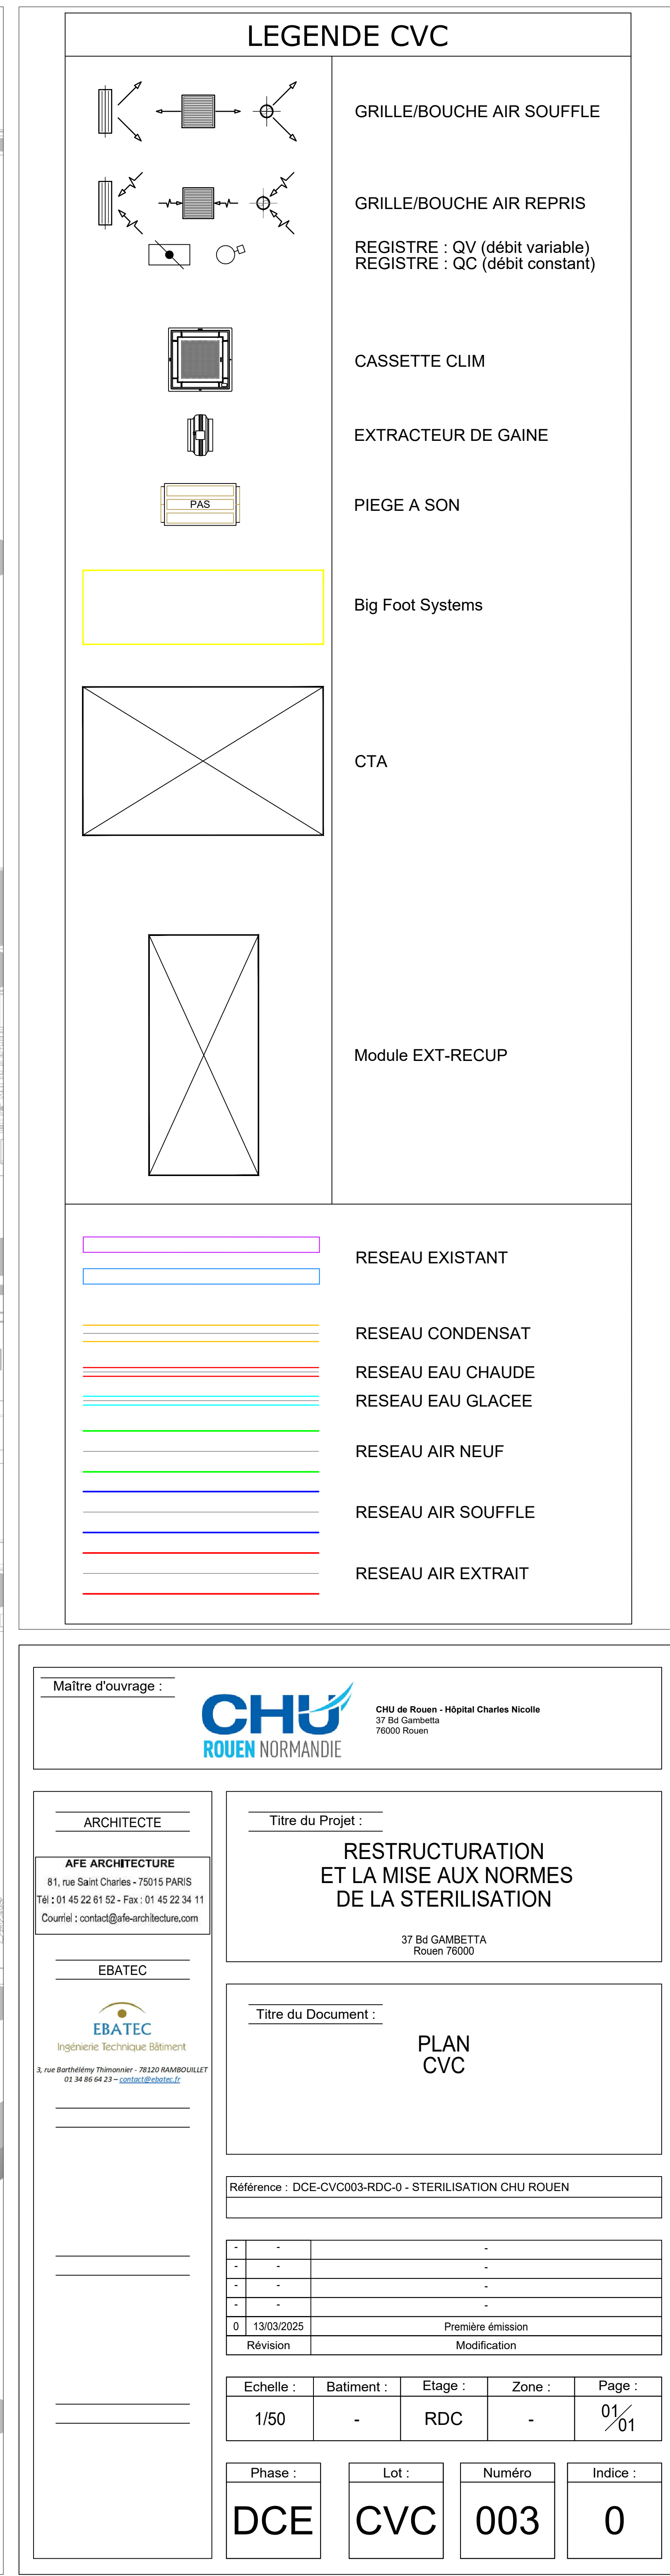 LEGENDE CVC
GRILLE/BOUCHE AIR SOUFFLE
GRILLE/BOUCHE AIR REPRIS
REGISTRE : QV (débit variable)
REGISTRE : QC (débit constant)
CASSETTE CLIM
EXTRACTEUR DE GAINE
PAS
PIEGE A SON
Big Foot Systems
CTA
Module EXT-RECUP
RESEAU EXISTANT
RESEAU CONDENSAT
RESEAU EAU CHAUDE
RESEAU EAU GLACEE
RESEAU AIR NEUF
RESEAU AIR SOUFFLE
RESEAU AIR EXTRAIT
Maître d'ouvrage :
CHU
ROUEN NORMANDIE
CHU de Rouen - Hôpital Charles Nicolle
37 Bd Gambetta
76000 Rouen
ARCHITECTE
AFE ARCHITECTURE
81, rue Saint Charles - 75015 PARIS
Tél : 01 45 22 61 52 - Fax : 01 45 22 34 11
Courriel : contact@afe-architecture.com
EBATEC
EBATEC
Ingénierie Technique Bâtiment
3, rue Barthélémy Thimonnier - 78120 RAMBOUILLET
01 34 86 64 23 – contact@ebatec.fr
Titre du Projet :
RESTRUCTURATION
ET LA MISE AUX NORMES
DE LA STERILISATION
37 Bd GAMBETTA
Rouen 76000
Titre du Document :
PLAN
CVC
Référence : DCE-CVC003-RDC-0 - STERILISATION CHU ROUEN
- - -
- - -
- - -
- - -
0 13/03/2025 Première émission
Révision Modification
Echelle : Batiment : Etage : Zone : Page :
1/50 - RDC - 01/01
Phase : Lot : Numéro Indice :
DCE CVC 003 0